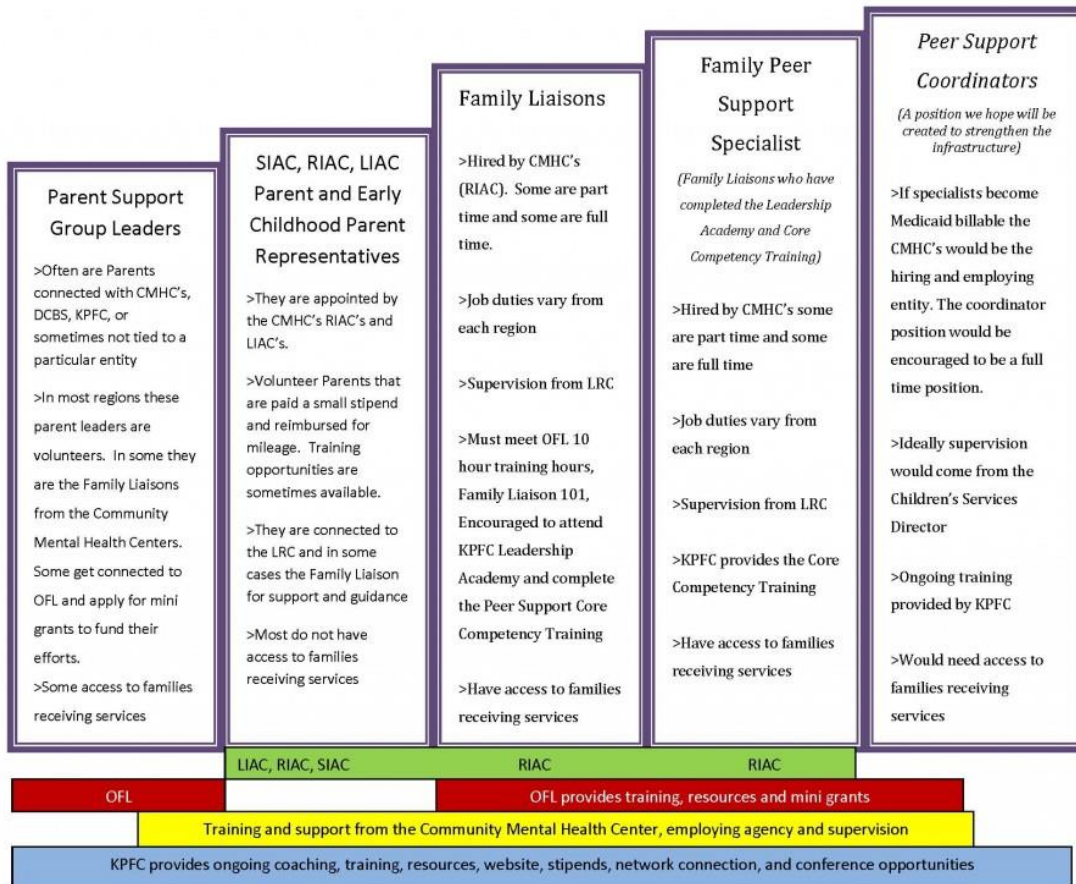 Parent Support
Group Leaders
>Often are Parents
connected with CMHC's,
DCBS, KPFC, or
sometimes not tied to a
particular entity
>In most regions these
parent leaders are
volunteers.  In some they
are the Family Liaisons
from the Community
Mental Health Centers.
Some get connected to
OFL and apply for mini
grants to fund their
efforts.
>Some access to families
receiving services
SIAC, RIAC, LIAC
Parent and Early
Childhood Parent
Representatives
>They are appointed by
the CMHC's RIAC's and
LIAC's.
>Volunteer Parents that
are paid a small stipend
and reimbursed for
mileage.  Training
opportunities are
sometimes available.
>They are connected to
the LRC and in some
cases the Family Liaison
for support and guidance
>Most do not have
access to families
receiving services
Family Liaisons
>Hired by CMHC's
(RIAC).  Some are part
time and some are full
time.
>Job duties vary from
each region
>Supervision from LRC
>Must meet OFL 10
hour training hours,
Family Liaison 101,
Encouraged to attend
KPFC Leadership
Academy and complete
the Peer Support Core
Competency Training
>Have access to families
receiving services
Family Peer
Support
Specialist
(Family Liaisons who have
completed the Leadership
Academy and Core
Competency Training)
>Hired by CMHC's some
are part time and some
are full time
>Job duties vary from
each region
>Supervision from LRC
>KPFC provides the Core
Competency Training
>Have access to families
receiving services
Peer Support
Coordinators
(A position we hope will be
created to strengthen the
infrastructure)
>If specialists become
Medicaid billable the
CMHC's would be the
hiring and employing
entity. The coordinator
position would be
encouraged to be a full
time position.
>Ideally supervision
would come from the
Children's Services
Director
>Ongoing training
provided by KPFC
>Would need access to
families receiving
services
LIAC, RIAC, SIAC
RIAC
RIAC
OFL
OFL provides training, resources and mini grants
Training and support from the Community Mental Health Center, employing agency and supervision
KPFC provides ongoing coaching, training, resources, website, stipends, network connection, and conference opportunities